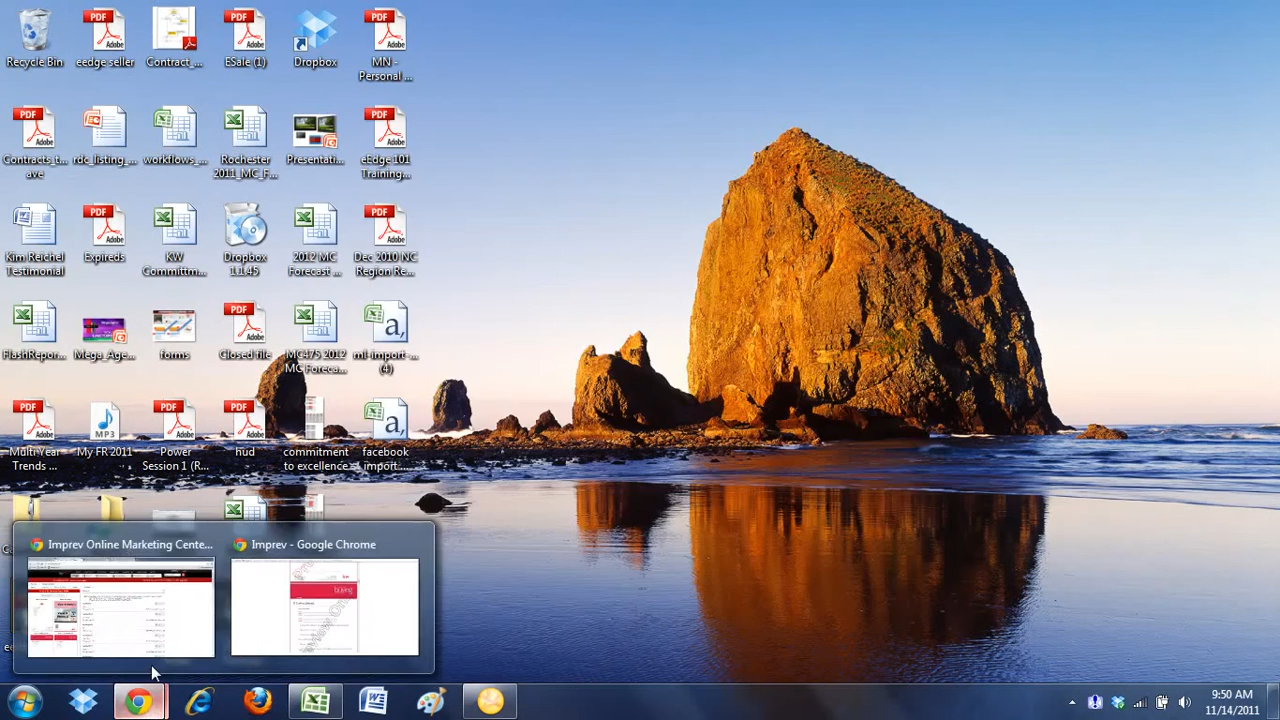 Recycle Bin
eedge seller
Contract_...
ESale (1)
Dropbox
MN -
Personal ...
Contracts_t...
ave
rdc_listing_...
workflows_...
Rochester
2011_MC_F...
Presentati...
eEdge 101
Training...
Kim Reichel
Testimonial
Expireds
KW
Committm...
Dropbox
1.1.45
2012 MC
Forecast ...
Dec 2010 NC
Region Re...
FlashRepor...
Mega_Age...
forms
Closed file
MC475 2012
MC Foreca...
ml-import-...
(4)
Multi Year
Trends ...
My FR 2011
Power
Session 1 (R...
hud
commitment
to excellence
facebook
import ...
Imprev Online Marketing Cente...
Imprev - Google Chrome
buying
9:50 AM
11/14/2011